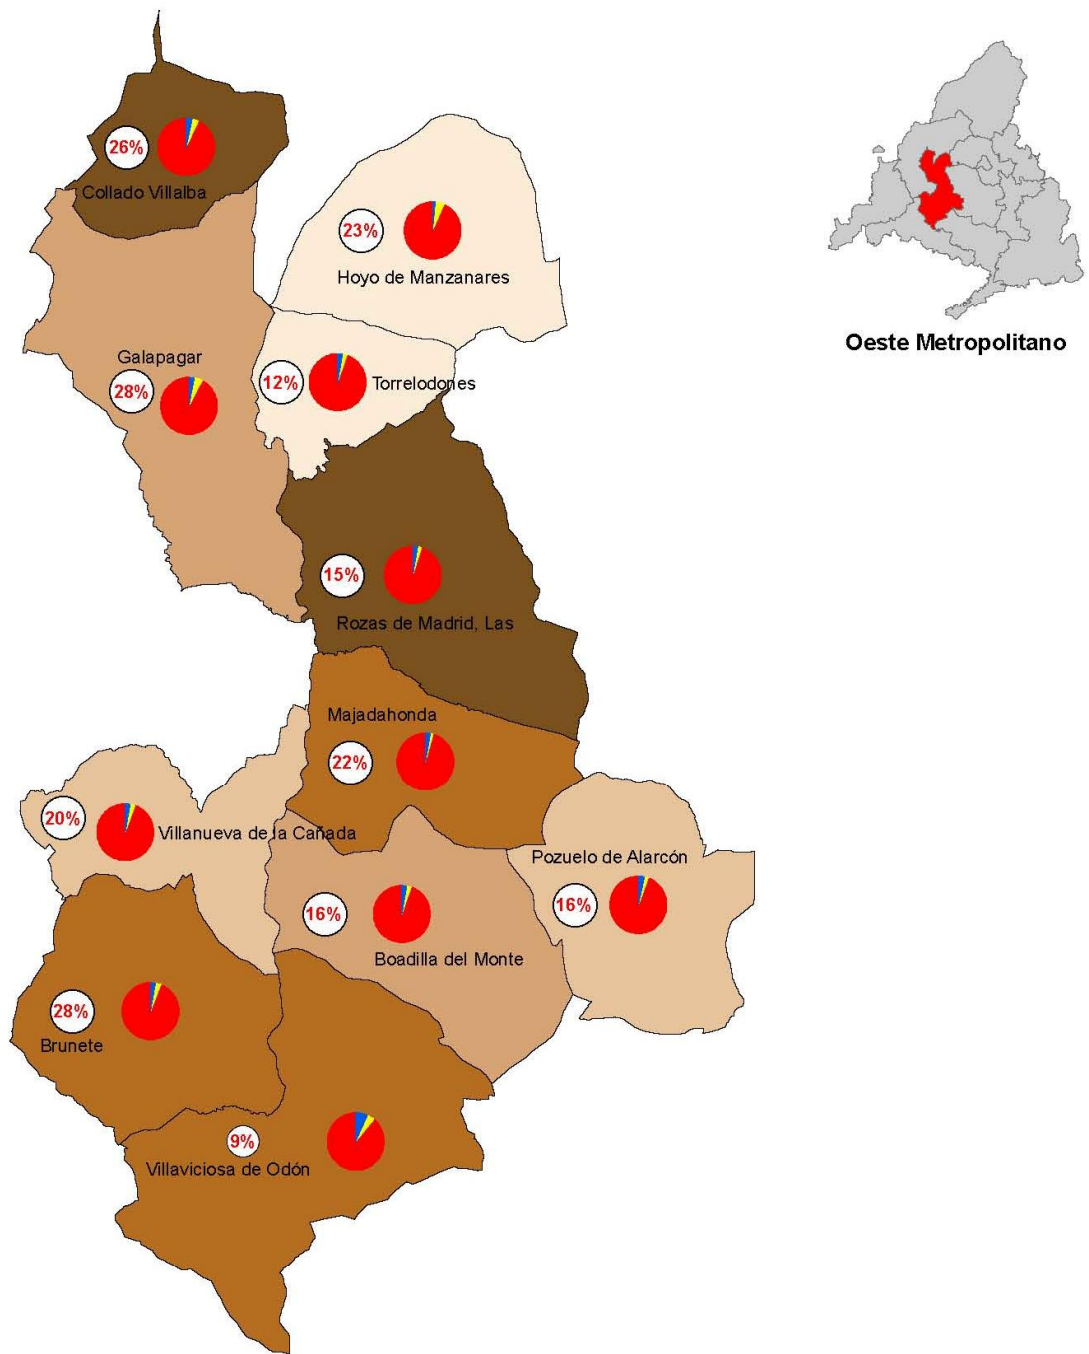 26%
Collado Villalba
23%
Hoyo de Manzanares
Oeste Metropolitano
Galapagar
28%
12%
Torrelodones
15%
Rozas de Madrid, Las
Majadahonda
22%
20%
Villanueva de la Cañada
Pozuelo de Alarcón
16%
16%
Boadilla del Monte
28%
Brunete
9%
Villaviciosa de Odón